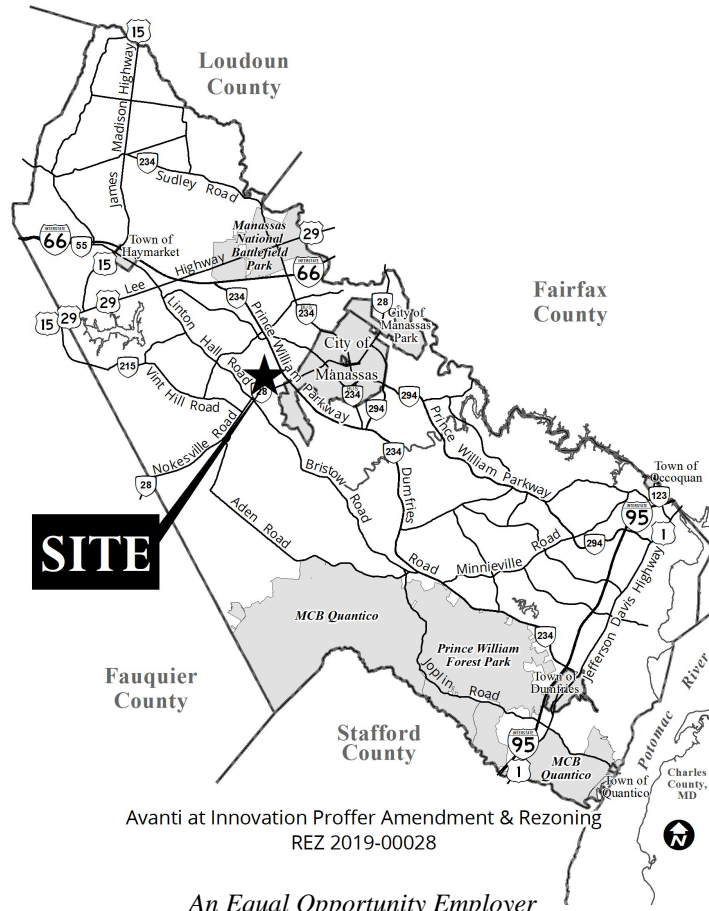 15
Loudoun
County
James Madison Highway
234
Sudley Road
Manassas
National
Battlefield
Park
29
INTERSTATE
66
55
Town of
Haymarket
15
Lee Highway
INTERSTATE
66
29
15
29
234
234
28
City of
Manassas
Park
Fairfax
County
Linton Hall Road
Prince William Parkway
City of
Manassas
215
Vint Hill Road
28
234
294
294
Nokesville Road
28
234
Prince William Parkway
Bristow Road
Dumfries Road
Town of
Occoquan
123
INTERSTATE
95
1
SITE
Aden Road
Minnieville Road
294
Jefferson Davis Highway
MCB Quantico
Prince William
Forest Park
234
Town of
Dumfries
Joplin Road
Fauquier
County
Stafford
County
INTERSTATE
95
1
MCB
Quantico
Town of
Quantico
Potomac River
Charles
County,
MD
N
Avanti at Innovation Proffer Amendment & Rezoning
REZ 2019-00028
An Equal Opportunity Employer